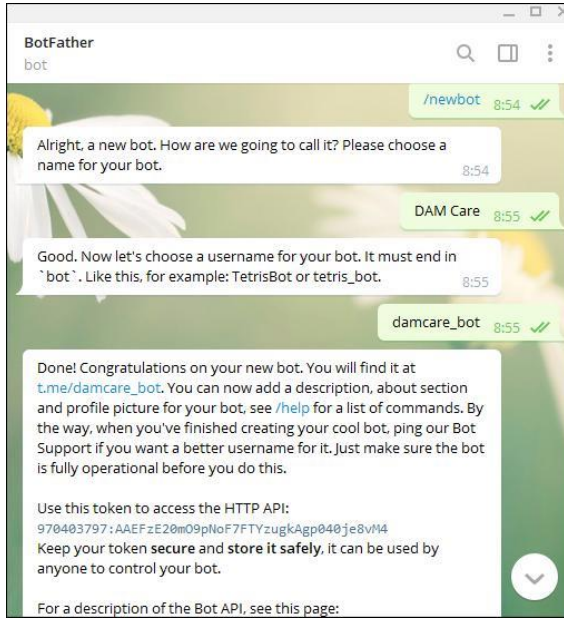 BotFather
bot
/newbot 8:54
Alright, a new bot. How are we going to call it? Please choose a
name for your bot.
8:54
DAM Care 8:55
Good. Now let's choose a username for your bot. It must end in
`bot`. Like this, for example: TetrisBot or tetris_bot.
8:55
damcare_bot 8:55
Done! Congratulations on your new bot. You will find it at
t.me/damcare_bot. You can now add a description, about section
and profile picture for your bot, see /help for a list of commands. By
the way, when you've finished creating your cool bot, ping our Bot
Support if you want a better username for it. Just make sure the bot
is fully operational before you do this.
Use this token to access the HTTP API:
970403797:AAEFzE20mO9pNoF7FTYzugkAgp040je8vM4
Keep your token secure and store it safely, it can be used by
anyone to control your bot.
For a description of the Bot API, see this page: